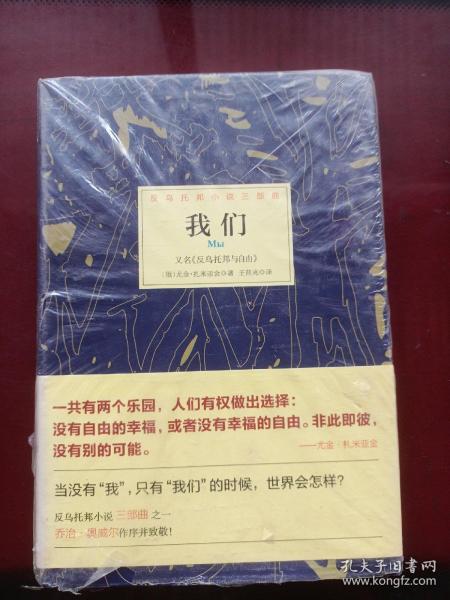 反乌托邦小说三部曲
我们
Мы
又名《反乌托邦与自由》
〔俄〕尤金·扎米亚金◎著 王莒光◎译
一共有两个乐园，人们有权做出选择：
没有自由的幸福，或者没有幸福的自由。非此即彼，
没有别的可能。
——尤金·扎米亚金
当没有“我”，只有“我们”的时候，世界会怎样？
反乌托邦小说 三部曲 之一
乔治·奥威尔作序并致敬！
孔夫子旧书网
www.kongfz.com